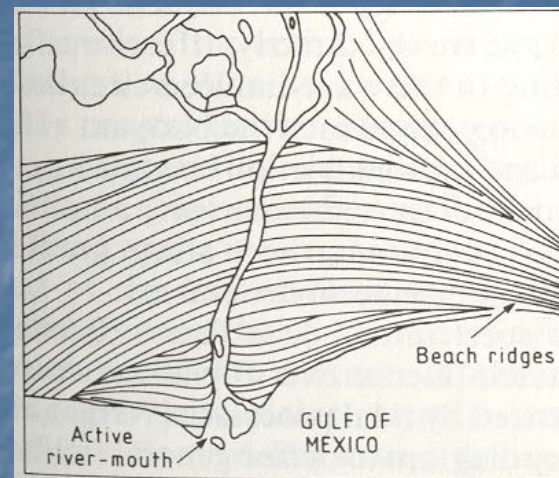 Beach ridges
GULF OF
MEXICO
Active
river-mouth